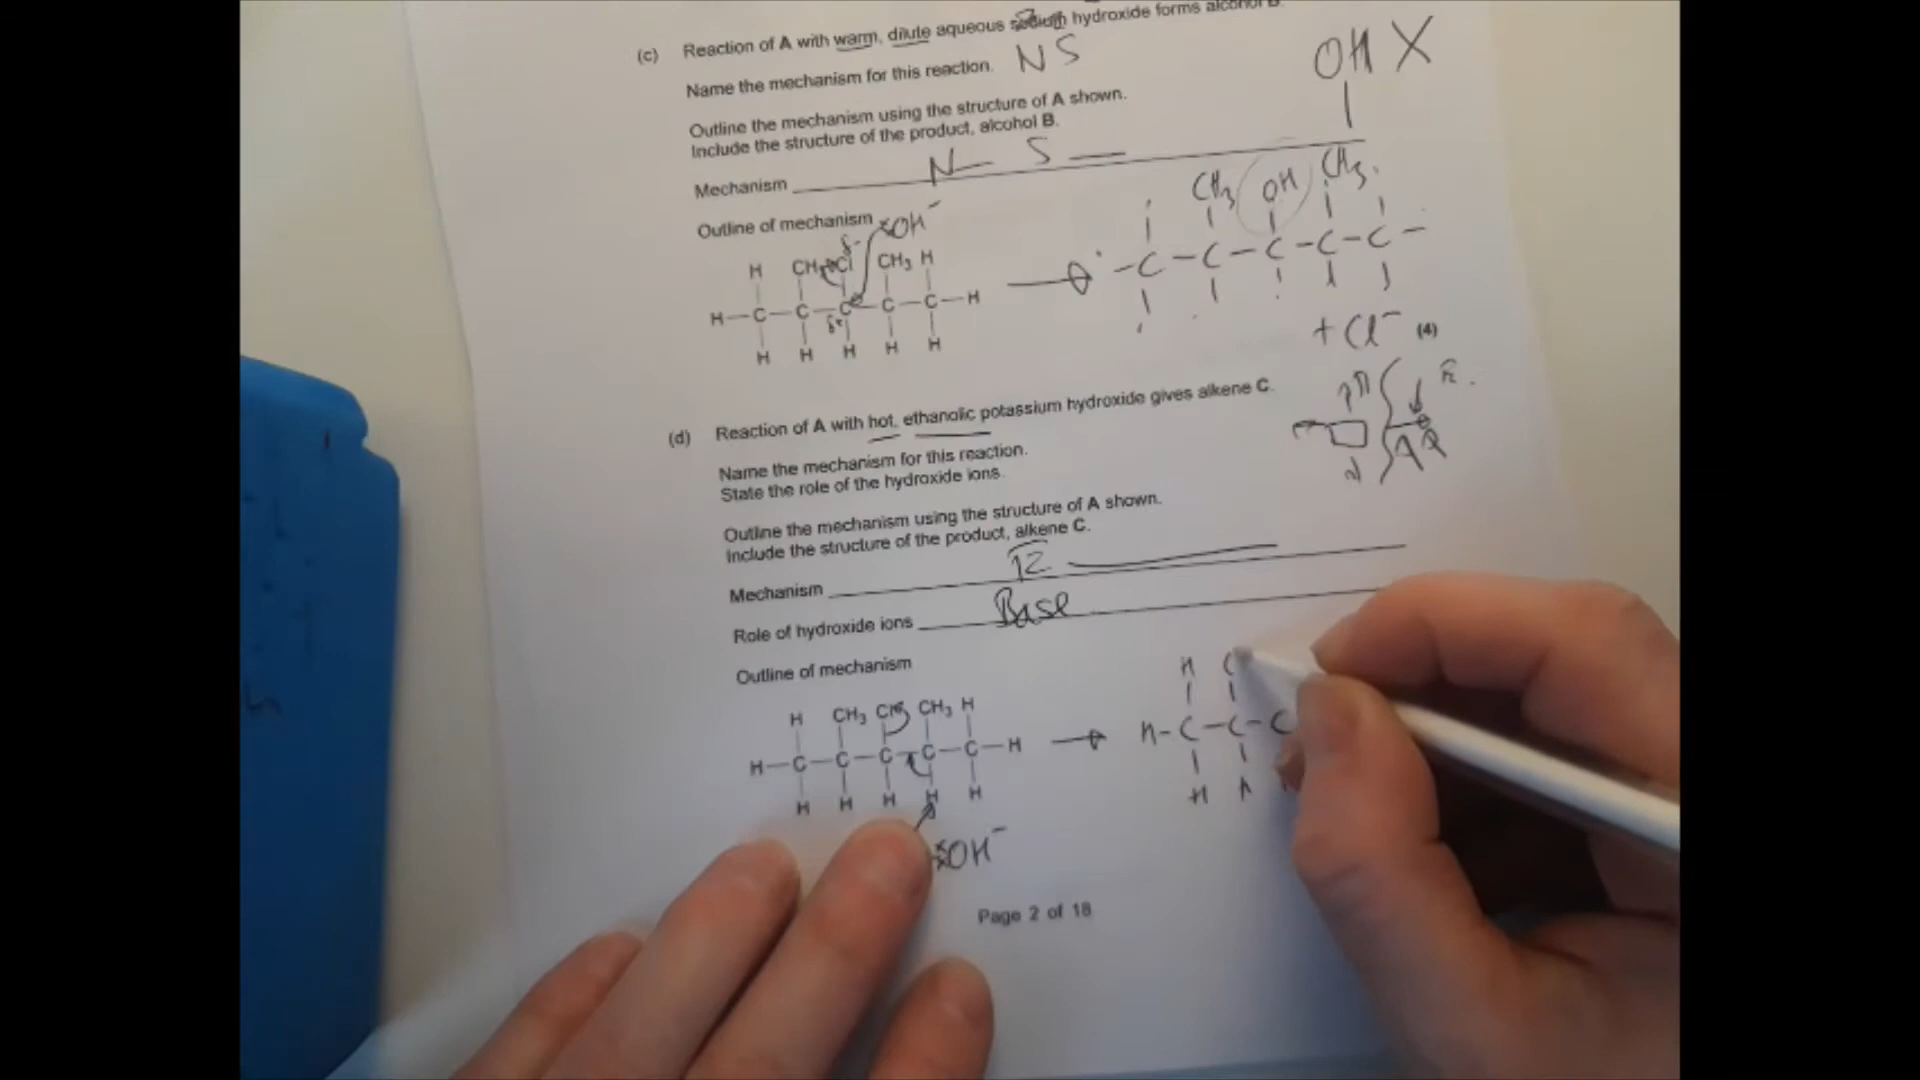 (c) Reaction of A with warm, dilute aqueous sodium hydroxide forms alcohol B.
OH X
Name the mechanism for this reaction. NS
Outline the mechanism using the structure of A shown.
Include the structure of the product, alcohol B.
Mechanism N S
Outline of mechanism OH⁻
CH3 OH CH3
δ-
H CH3 Cl CH3 H
C C C C C
H C C C C C H
δ+
H H H H H
+ Cl⁻ (4)
(d) Reaction of A with hot, ethanolic potassium hydroxide gives alkene C.
Name the mechanism for this reaction.
State the role of the hydroxide ions.
Outline the mechanism using the structure of A shown.
Include the structure of the product, alkene C.
Mechanism
Role of hydroxide ions Base
Outline of mechanism
H C
H CH3 CH3 H
H C C C C C H
H C C C
H H H H H
H
OH⁻
Page 2 of 18